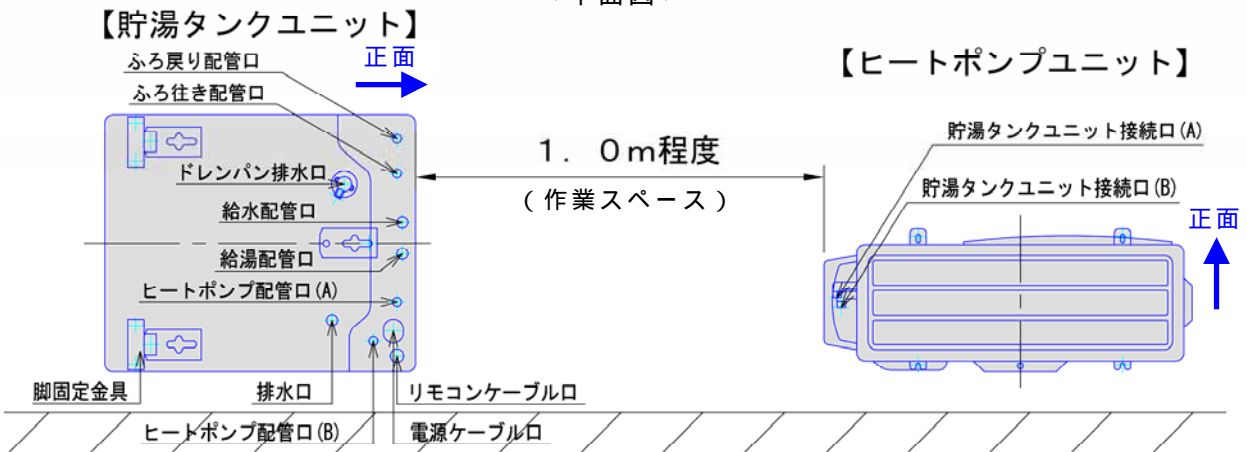 【貯湯タンクユニット】
ふろ戻り配管口
正面
ふろ往き配管口
ドレンパン排水口
給水配管口
給湯配管口
ヒートポンプ配管口(A)
脚固定金具
排水口
リモコンケーブル口
ヒートポンプ配管口(B)
電源ケーブル口
1.0m程度
(作業スペース)
【ヒートポンプユニット】
貯湯タンクユニット接続口(A)
貯湯タンクユニット接続口(B)
正面